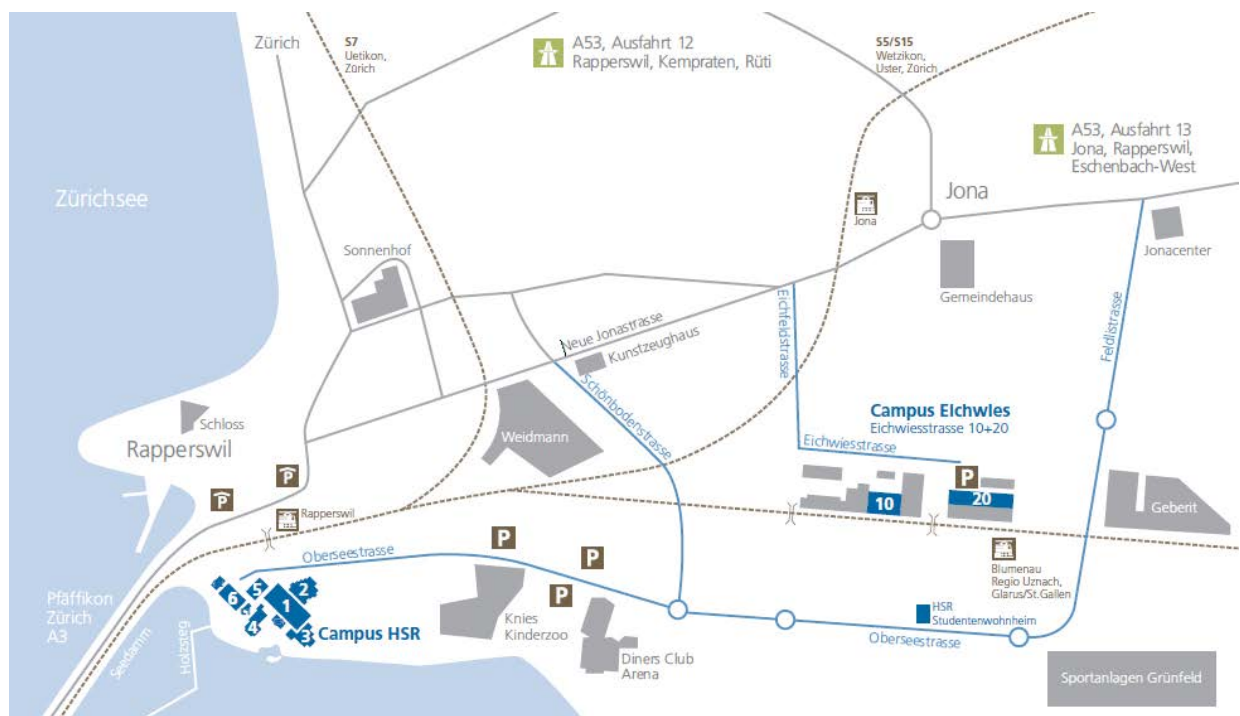 Zürich
S7
Uetikon,
Zürich
A53, Ausfahrt 12
Rapperswil, Kempraten, Rüti
S5/S15
Wetzikon,
Uster, Zürich
A53, Ausfahrt 13
Jona, Rapperswil,
Eschenbach-West
Zürichsee
Jona
Jona
Jonacenter
Sonnenhof
Gemeindehaus
Neue Jonastrasse
Kunstzeughaus
Eichfeldstrasse
Feldlistrasse
Schönbodenstrasse
Schloss
Rapperswil
Weidmann
Campus Eichwies
Eichwiesstrasse 10+20
Eichwiesstrasse
P
P
P
10
20
Geberit
Rapperswil
Oberseestrasse
P
P
P
Blumenau
Regio Uznach,
Glarus/St.Gallen
Pfäffikon
Zürich
A3
Seedamm
Holzsteg
5
2
6
1
4
3
Campus HSR
Knies
Kinderzoo
Diners Club
Arena
HSR
Studentenwohnheim
Oberseestrasse
Sportanlagen Grünfeld